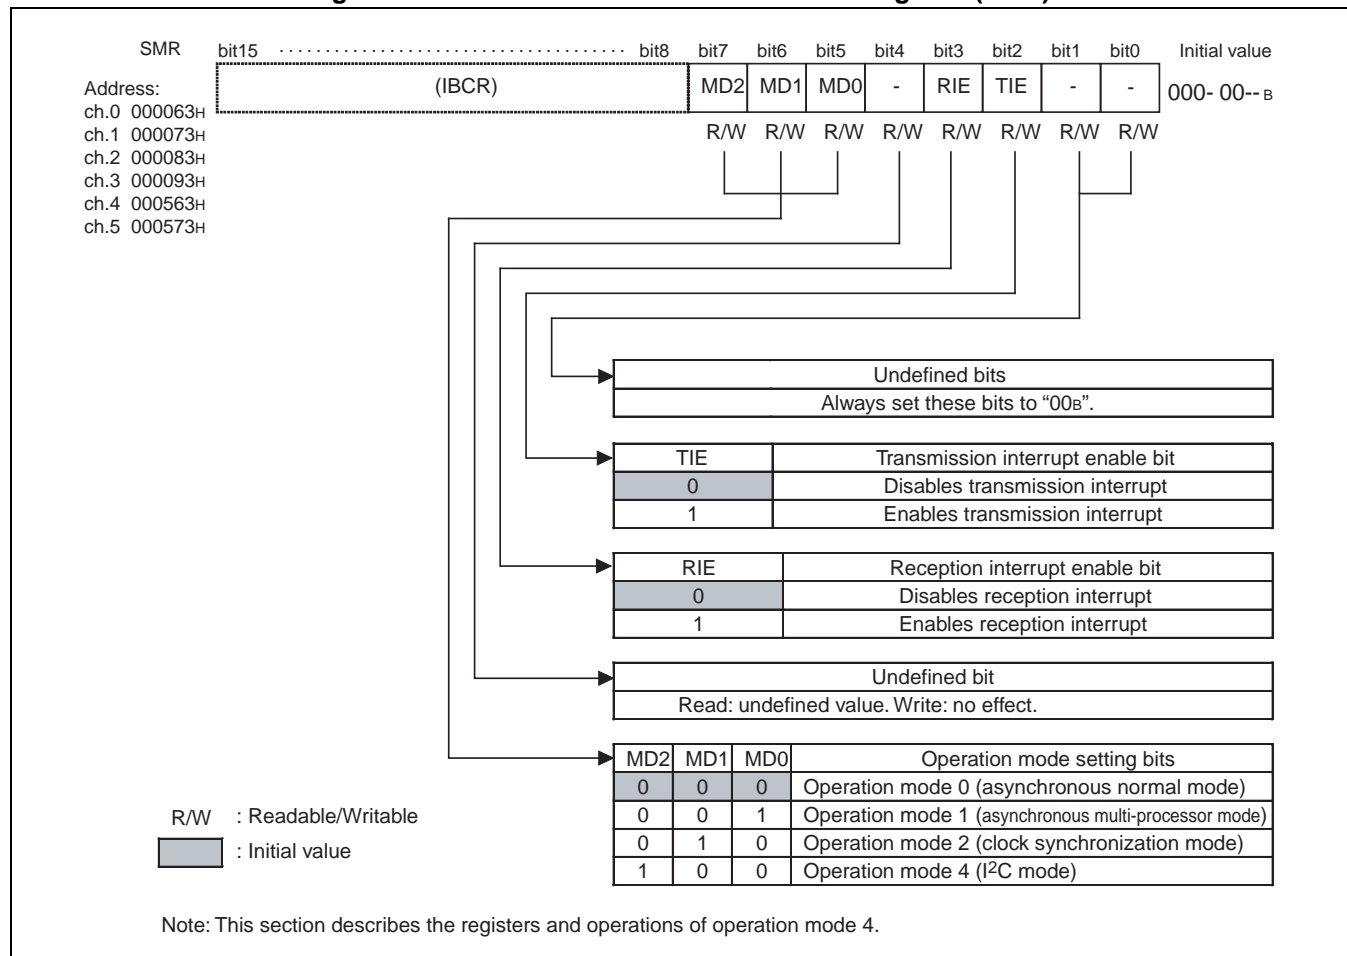 SMR bit15 ...................................... bit8 bit7 bit6 bit5 bit4 bit3 bit2 bit1 bit0 Initial value
Address: (IBCR) MD2 MD1 MD0 - RIE TIE - - 000- 00-- B
ch.0 000063H
R/W R/W R/W R/W R/W R/W R/W R/W
ch.1 000073H
ch.2 000083H
ch.3 000093H
ch.4 000563H
ch.5 000573H
Undefined bits
Always set these bits to “00B”.
TIE Transmission interrupt enable bit
0 Disables transmission interrupt
1 Enables transmission interrupt
RIE Reception interrupt enable bit
0 Disables reception interrupt
1 Enables reception interrupt
Undefined bit
Read: undefined value. Write: no effect.
MD2 MD1 MD0 Operation mode setting bits
0 0 0 Operation mode 0 (asynchronous normal mode)
0 0 1 Operation mode 1 (asynchronous multi-processor mode)
0 1 0 Operation mode 2 (clock synchronization mode)
1 0 0 Operation mode 4 (I2C mode)
R/W : Readable/Writable
: Initial value
Note: This section describes the registers and operations of operation mode 4.